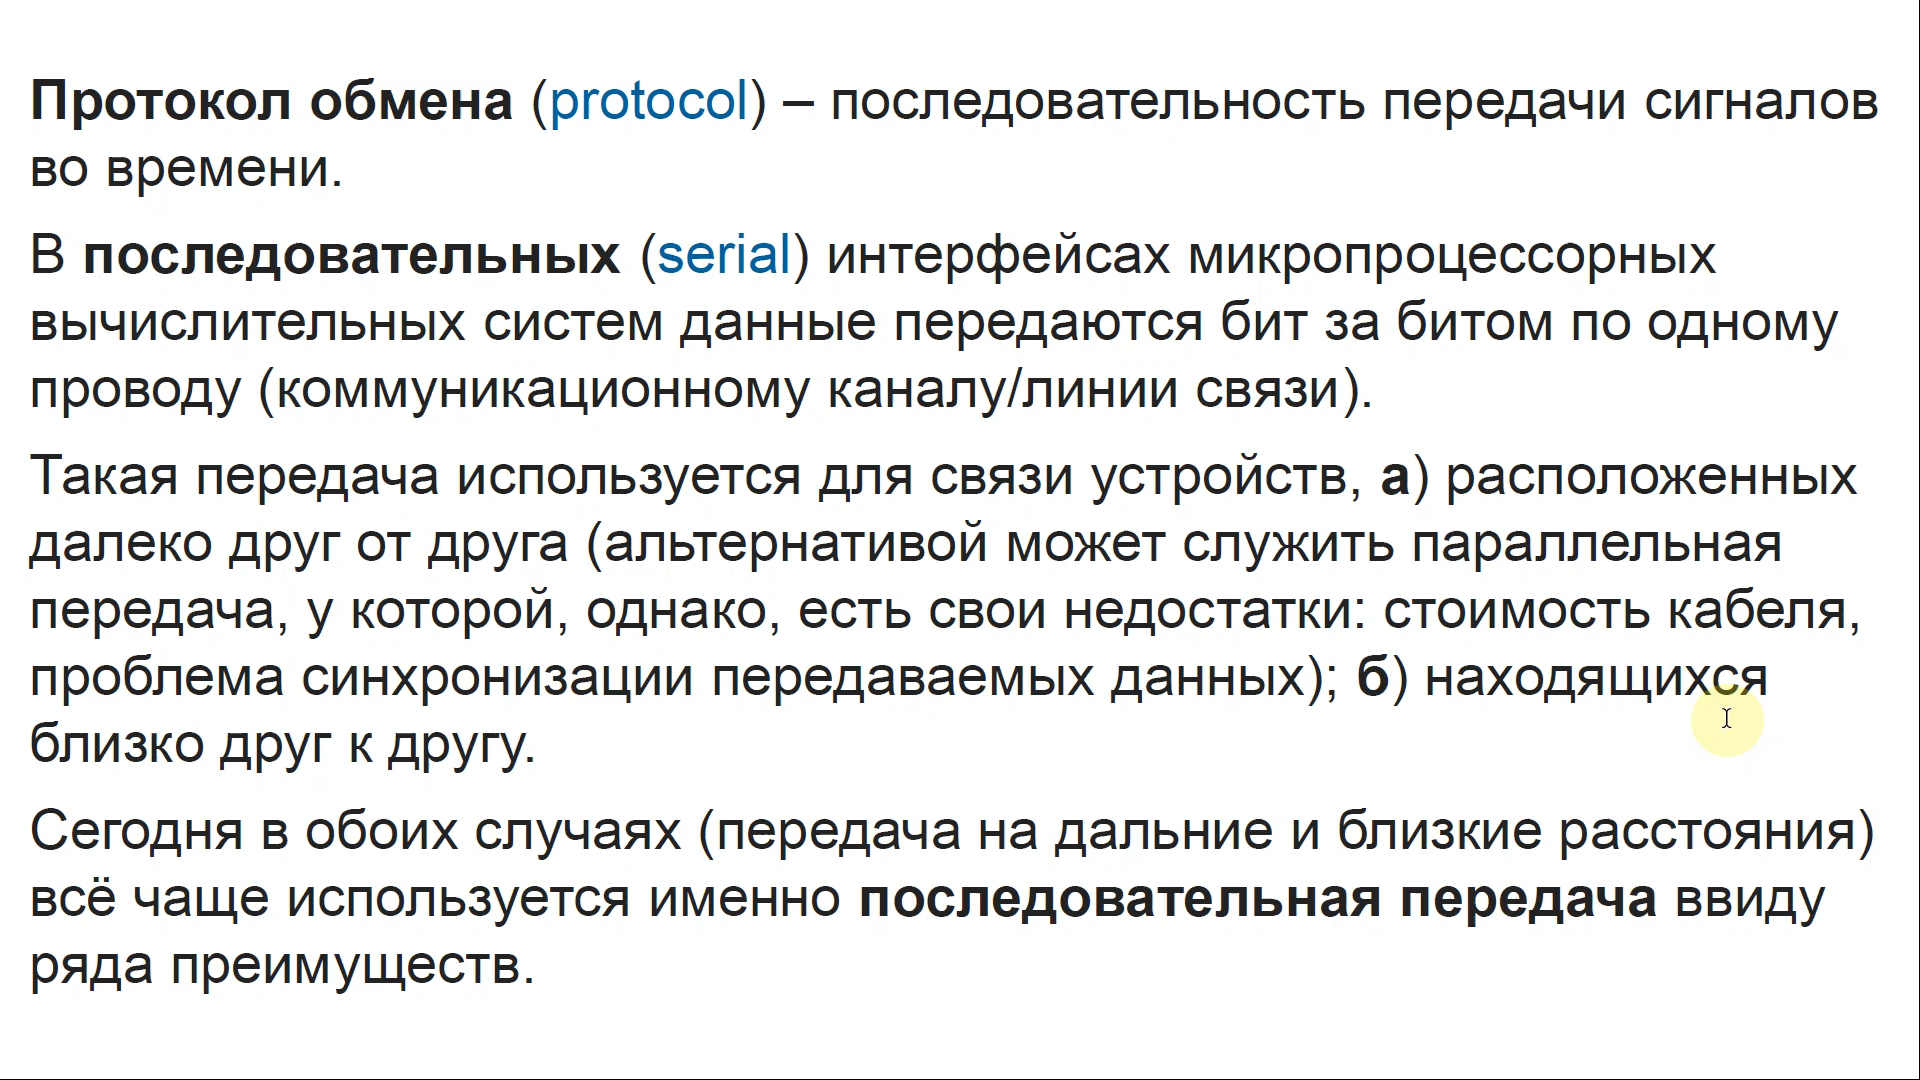 Протокол обмена (protocol) – последовательность передачи сигналов
во времени.
В последовательных (serial) интерфейсах микропроцессорных
вычислительных систем данные передаются бит за битом по одному
проводу (коммуникационному каналу/линии связи).
Такая передача используется для связи устройств, а) расположенных
далеко друг от друга (альтернативой может служить параллельная
передача, у которой, однако, есть свои недостатки: стоимость кабеля,
проблема синхронизации передаваемых данных); б) находящихся
близко друг к другу.
Сегодня в обоих случаях (передача на дальние и близкие расстояния)
всё чаще используется именно последовательная передача ввиду
ряда преимуществ.